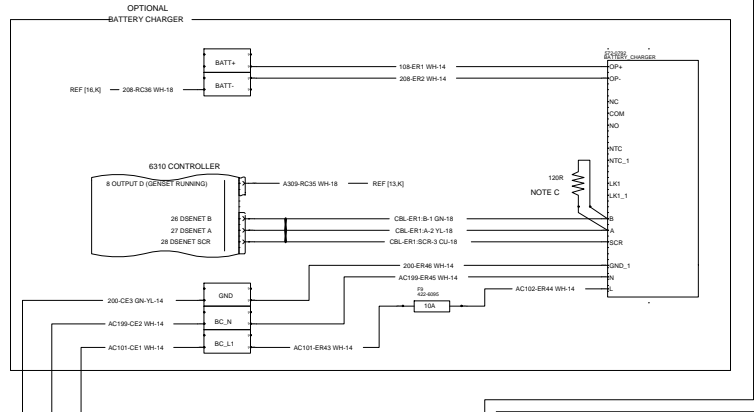 OPTIONAL
BATTERY CHARGER
BATT+
BATT-
REF [16,K]
208-RC36 WH-18
108-ER1 WH-14
208-ER2 WH-14
BATTERY_CHARGER
OP+
OP-
NC
COM
NO
NTC
NTC_1
LK1
LK1_1
B
A
SCR
GND_1
N
L
120R
NOTE C
6310 CONTROLLER
8 OUTPUT D (GENSET RUNNING)
A309-RC35 WH-18
REF [13,K]
26 DSENET B
27 DSENET A
28 DSENET SCR
CBL-ER1:B-1 GN-18
CBL-ER1:A-2 YL-18
CBL-ER1:SCR-3 CU-18
200-CE3 GN-YL-14
GND
200-ER46 WH-14
AC199-CE2 WH-14
BC_N
AC199-ER45 WH-14
AC101-CE1 WH-14
BC_L1
AC101-ER43 WH-14
F9
422-6095
10A
AC102-ER44 WH-14